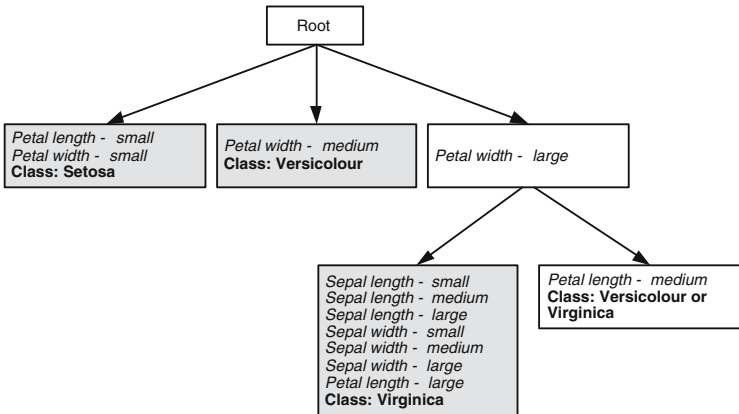 Root
Petal length - small
Petal width - small
Class: Setosa
Petal width - medium
Class: Versicolour
Petal width - large
Sepal length - small
Sepal length - medium
Sepal length - large
Sepal width - small
Sepal width - medium
Sepal width - large
Petal length - large
Class: Virginica
Petal length - medium
Class: Versicolour or
Virginica